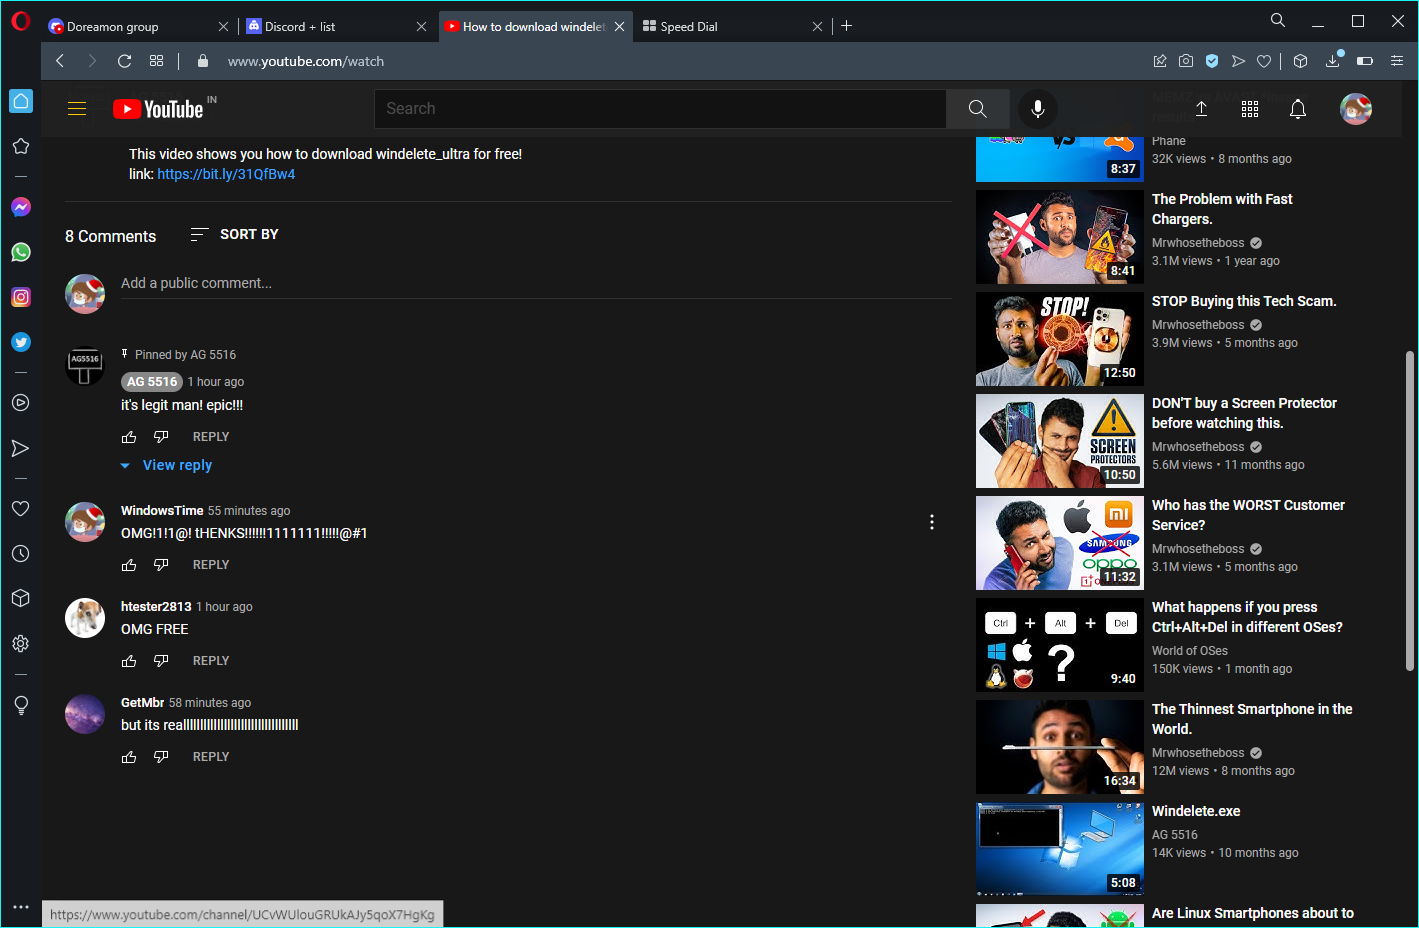 Doreamon group
Discord + list
How to download windelet
Speed Dial
www.youtube.com/watch
YouTube
IN
Search
This video shows you how to download windelete_ultra for free!
link: https://bit.ly/31QfBw4
8 Comments
SORT BY
Add a public comment...
AG5516
Pinned by AG 5516
AG 5516 1 hour ago
it's legit man! epic!!!
REPLY
View reply
WindowsTime 55 minutes ago
OMG!1!1@! tHENKS!!!!!!1111111!!!!!@#1
REPLY
htester2813 1 hour ago
OMG FREE
REPLY
GetMbr 58 minutes ago
REPLY
https://www.youtube.com/channel/UCvWUlouGRUkAJy5qoX7HgKg
VS
8:37
Phane
32K views • 8 months ago
8:41
The Problem with Fast
Chargers.
Mrwhosetheboss
3.1M views • 1 year ago
STOP!
12:50
STOP Buying this Tech Scam.
Mrwhosetheboss
3.9M views • 5 months ago
SCREEN
PROTECTORS
10:50
DON'T buy a Screen Protector
before watching this.
Mrwhosetheboss
5.6M views • 11 months ago
SAMSUNG
oppo
11:32
Who has the WORST Customer
Service?
Mrwhosetheboss
3.1M views • 5 months ago
Ctrl + Alt + Del
?
9:40
What happens if you press
Ctrl+Alt+Del in different OSes?
World of OSes
150K views • 1 month ago
16:34
The Thinnest Smartphone in the
World.
Mrwhosetheboss
12M views • 8 months ago
5:08
Windelete.exe
AG 5516
14K views • 10 months ago
Are Linux Smartphones about to